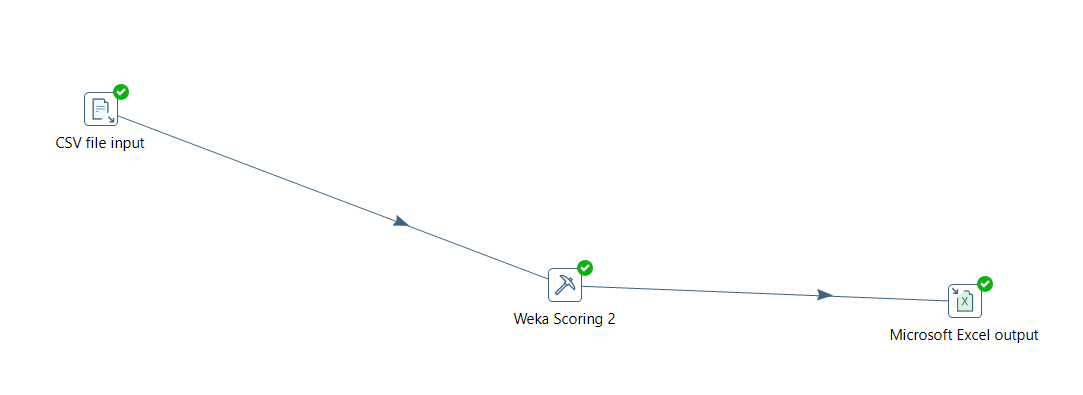 CSV file input
Weka Scoring 2
X
Microsoft Excel output